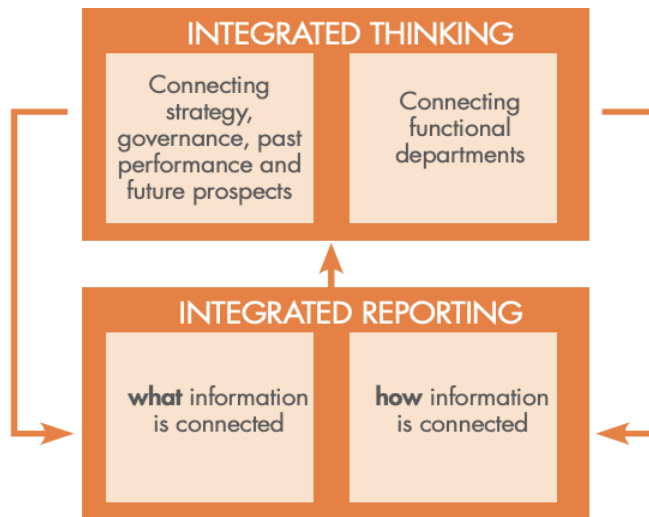 INTEGRATED THINKING
Connecting
strategy,
governance, past
performance and
future prospects
Connecting
functional
departments
INTEGRATED REPORTING
what information
is connected
how information
is connected